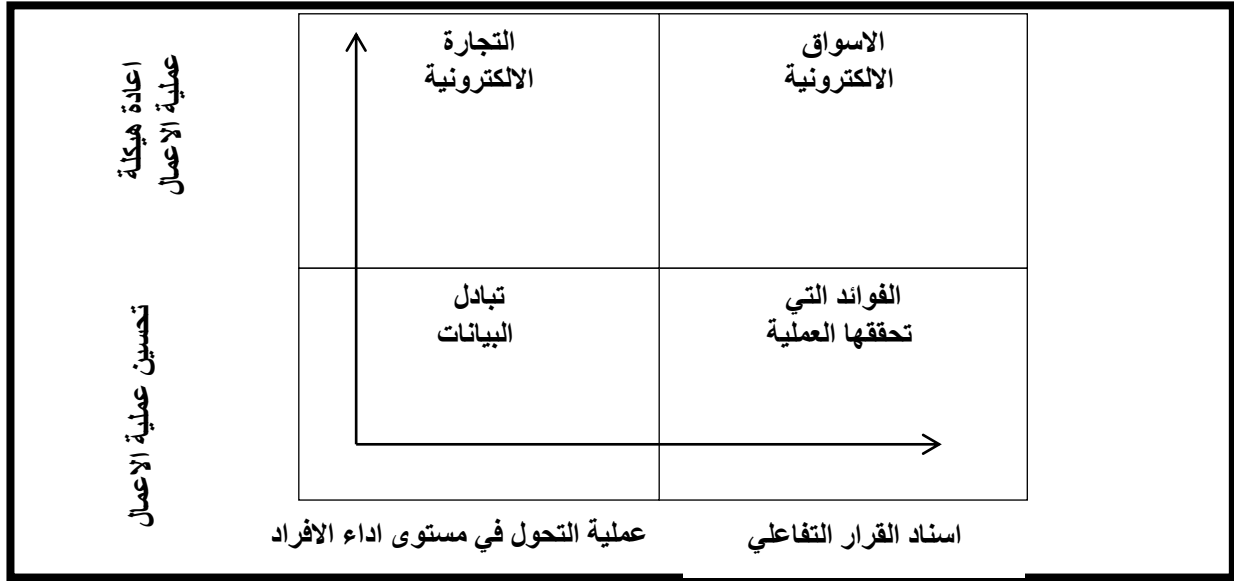 الاسواق
الالكترونية
التجارة
الالكترونية
اعادة هيكلة
عملية الاعمال
الفوائد التي
تحققها العملية
تبادل
البيانات
تحسين عملية الاعمال
اسناد القرار التفاعلي
عملية التحول في مستوى اداء الافراد